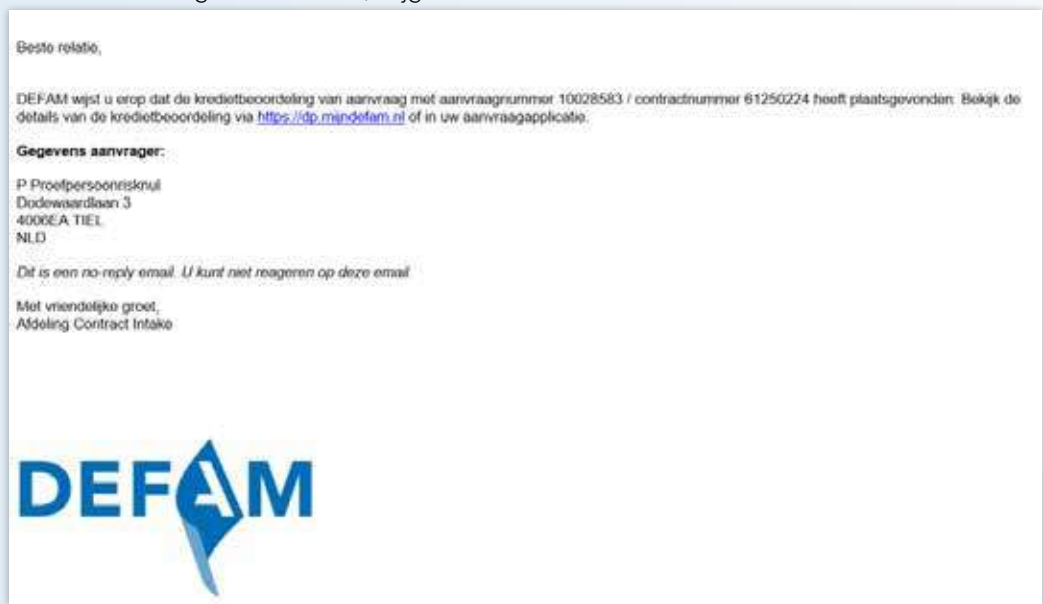 Beste relatie,
DEFAM wijst u erop dat de kredietbeoordeling van aanvraag met aanvraagnummer 10028583 / contractnummer 61250224 heeft plaatsgevonden. Bekijk de
details van de kredietbeoordeling via https://dp.mijndefam.nl of in uw aanvraagapplicatie.
Gegevens aanvrager:
P Proefpersoonrisknul
Dodewaardlaan 3
4006EA TIEL
NLD
Dit is een no-reply email. U kunt niet reageren op deze email
Met vriendelijke groet,
Afdeling Contract Intake
DEFAM